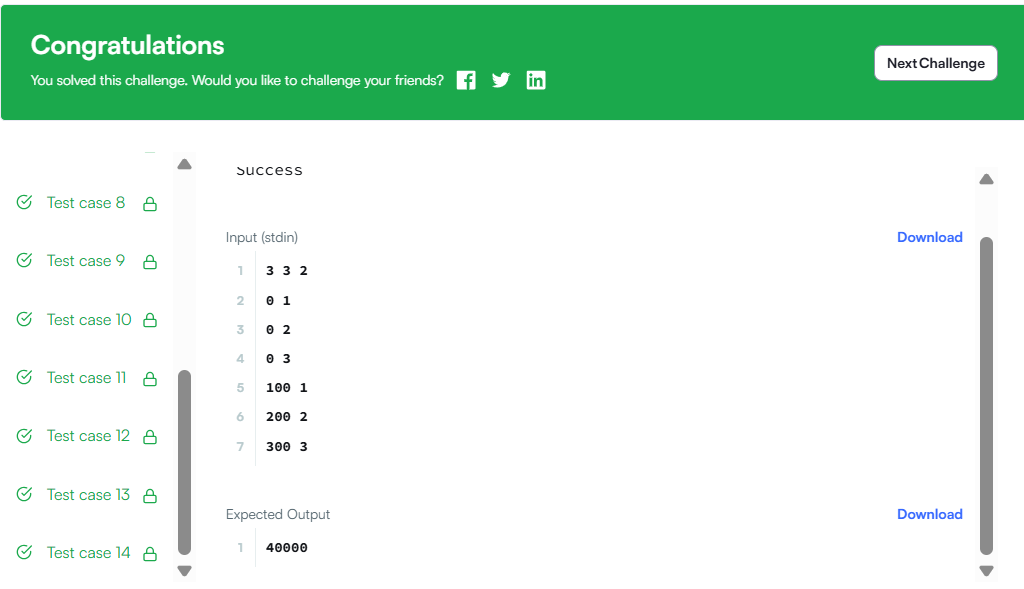 Congratulations
You solved this challenge. Would you like to challenge your friends?
Next Challenge
Test case 8
Test case 9
Test case 10
Test case 11
Test case 12
Test case 13
Test case 14
Success
Input (stdin)
Download
1 3 3 2
2 0 1
3 0 2
4 0 3
5 100 1
6 200 2
7 300 3
Expected Output
Download
1 40000